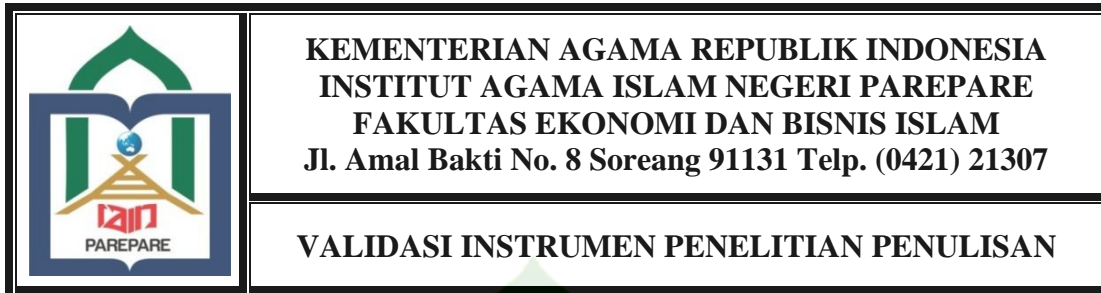 KEMENTERIAN AGAMA REPUBLIK INDONESIA
INSTITUT AGAMA ISLAM NEGERI PAREPARE
FAKULTAS EKONOMI DAN BISNIS ISLAM
Jl. Amal Bakti No. 8 Soreang 91131 Telp. (0421) 21307
IAIN
PAREPARE
VALIDASI INSTRUMEN PENELITIAN PENULISAN